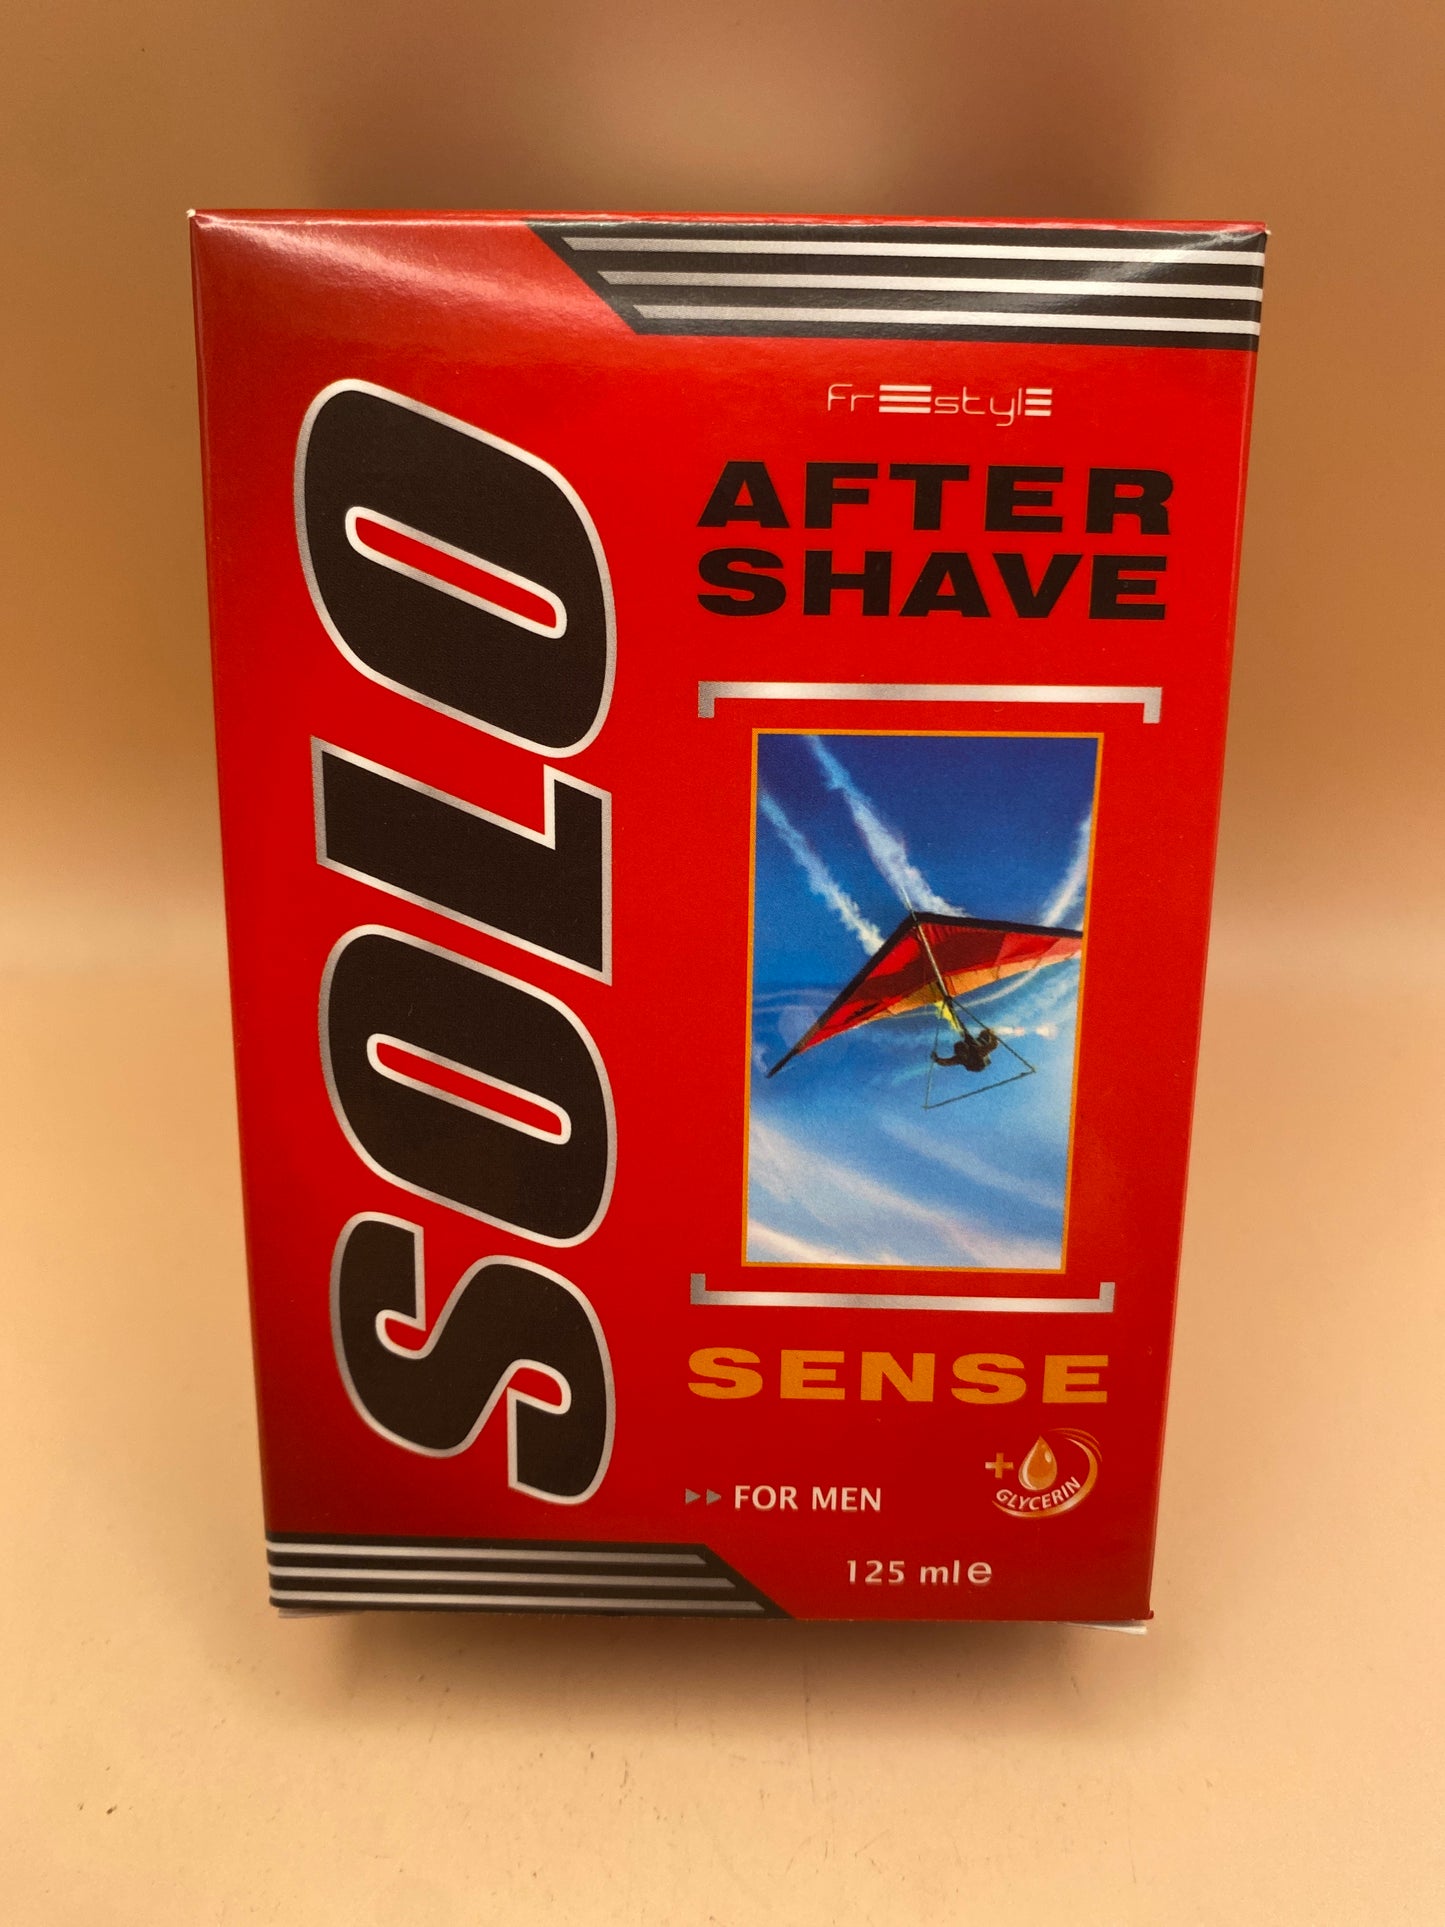 SOLO
frEstylE
AFTER
SHAVE
SENSE
+
GLYCERIN
FOR MEN
125 ml e